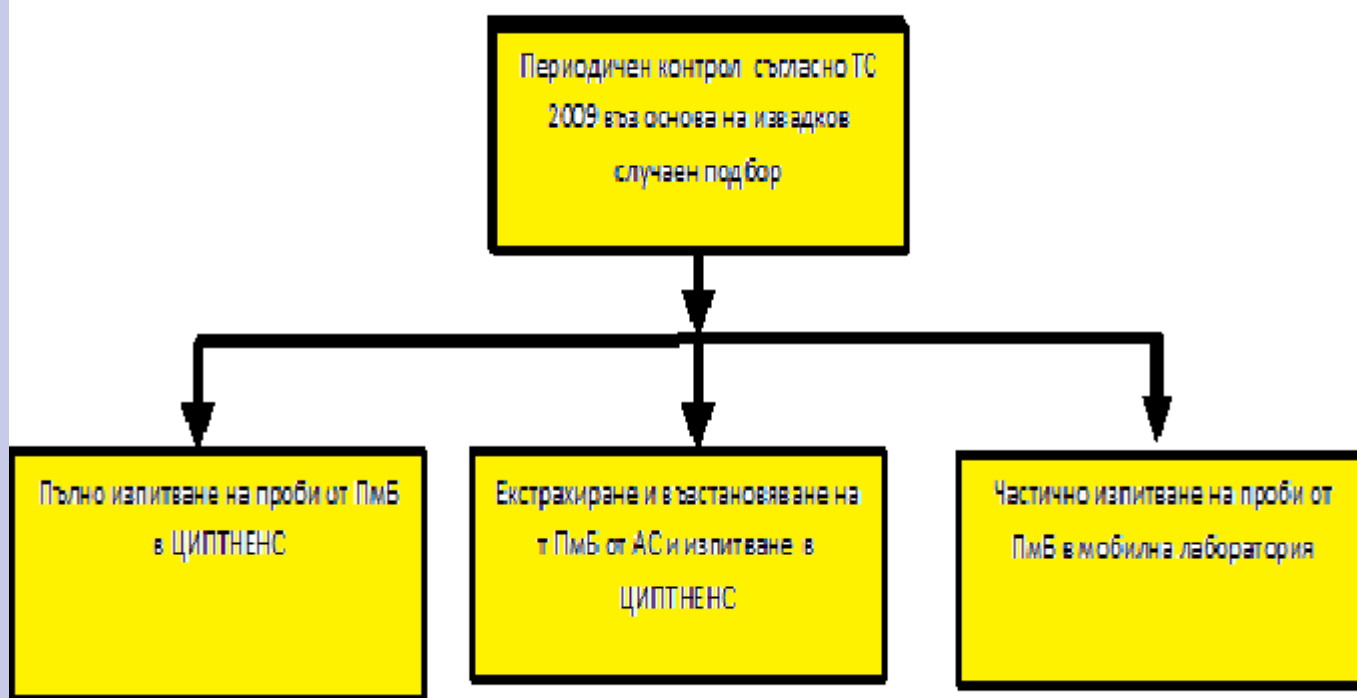 Периодичен контрол съгласно ТС
2009 въз основа на извадков
случаен подбор
Пълно изпитване на проби от ПмБ
в ЦИПТНЕНС
Екстрахиране и възстановяване на
т ПмБ от АС и изпитване в
ЦИПТНЕНС
Частично изпитване на проби от
ПмБ в мобилна лаборатория